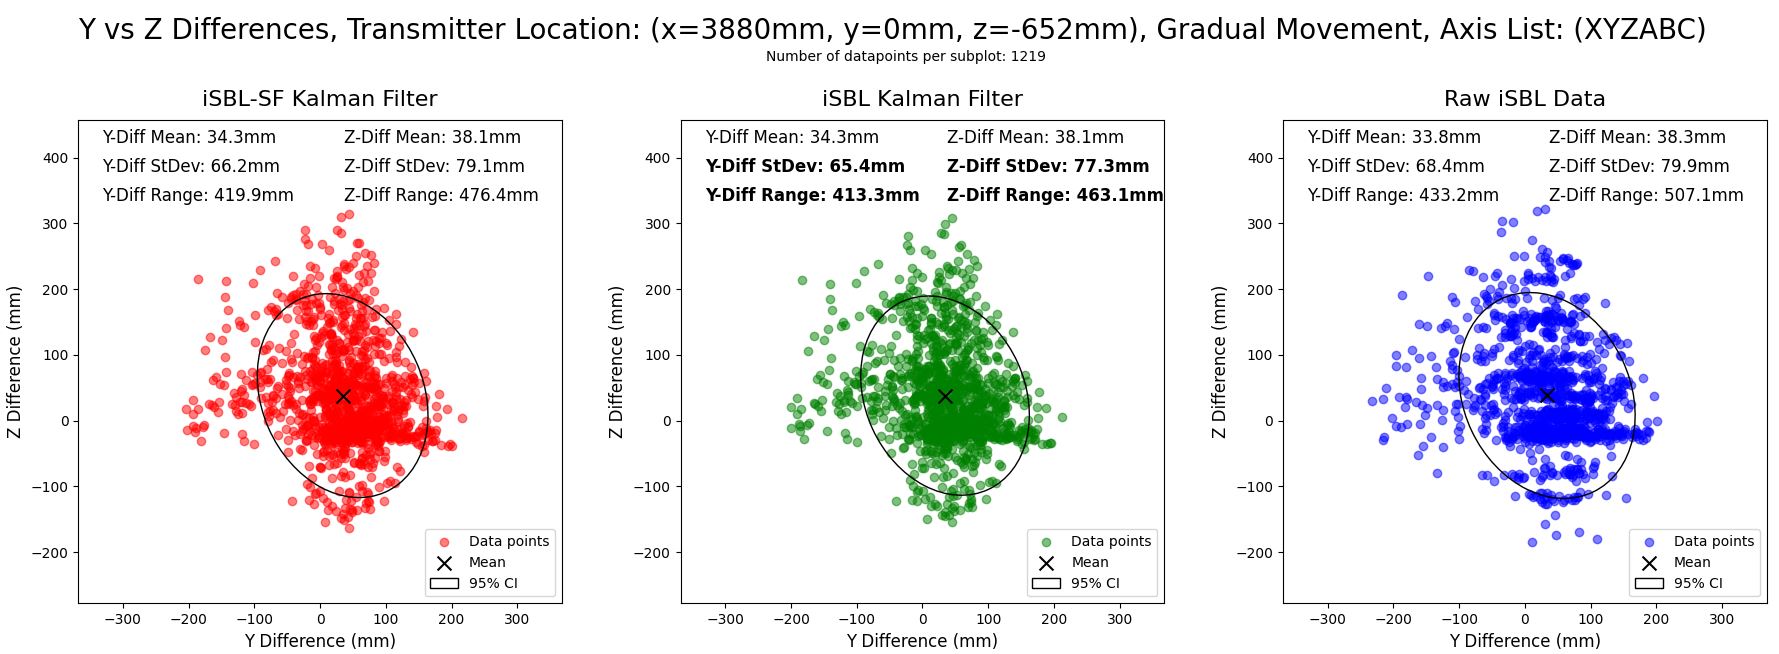 Y vs Z Differences, Transmitter Location: (x=3880mm, y=0mm, z=-652mm), Gradual Movement, Axis List: (XYZABC)
Number of datapoints per subplot: 1219
iSBL-SF Kalman Filter
Y-Diff Mean: 34.3mm Z-Diff Mean: 38.1mm
Y-Diff StDev: 66.2mm Z-Diff StDev: 79.1mm
Y-Diff Range: 419.9mm Z-Diff Range: 476.4mm
400
300
200
100
0
−100
−200
Z Difference (mm)
Data points
Mean
95% CI
−300 −200 −100 0 100 200 300
Y Difference (mm)
iSBL Kalman Filter
Y-Diff Mean: 34.3mm Z-Diff Mean: 38.1mm
Y-Diff StDev: 65.4mm Z-Diff StDev: 77.3mm
Y-Diff Range: 413.3mm Z-Diff Range: 463.1mm
400
300
200
100
0
−100
−200
Z Difference (mm)
Data points
Mean
95% CI
−300 −200 −100 0 100 200 300
Y Difference (mm)
Raw iSBL Data
Y-Diff Mean: 33.8mm Z-Diff Mean: 38.3mm
Y-Diff StDev: 68.4mm Z-Diff StDev: 79.9mm
Y-Diff Range: 433.2mm Z-Diff Range: 507.1mm
400
300
200
100
0
−100
−200
Z Difference (mm)
Data points
Mean
95% CI
−300 −200 −100 0 100 200 300
Y Difference (mm)